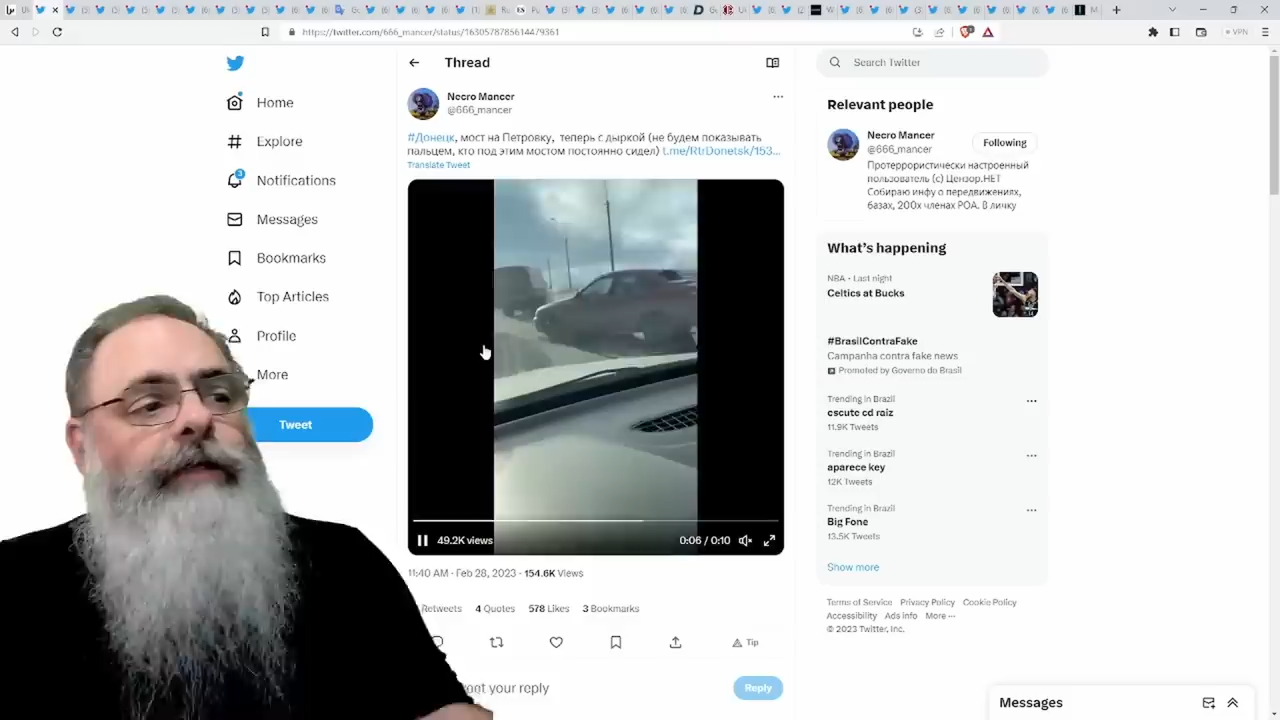 https://twitter.com/666_mancer/status/1630578785614479361
VPN
Home
Explore
Notifications
3
Messages
Bookmarks
Top Articles
Profile
More
Tweet
Thread
Necro Mancer
@666_mancer
#Донецк, мост на Петровку, теперь с дыркой (не будем показывать
пальцем, кто под этим мостом постоянно сидел) t.me/RtrDonetsk/153...
Translate Tweet
49.2K views
0:06 / 0:10
11:40 AM · Feb 28, 2023 · 154.6K Views
Retweets 4 Quotes 578 Likes 3 Bookmarks
Tip
your reply
Reply
Search Twitter
Relevant people
Necro Mancer
@666_mancer
Following
Протеррористически настроенный
пользователь (с) Цензор.НЕТ
Собираю инфу о передвижениях,
базах, 200х членах РОА. В личку
What's happening
NBA · Last night
Celtics at Bucks
#BrasilContraFake
Campanha contra fake news
Promoted by Governo do Brasil
Trending in Brazil
escute cd raiz
11.9K Tweets
Trending in Brazil
aparece key
12K Tweets
Trending in Brazil
Big Fone
13.5K Tweets
Show more
Terms of Service Privacy Policy Cookie Policy
Accessibility Ads info More ···
© 2023 Twitter, Inc.
Messages